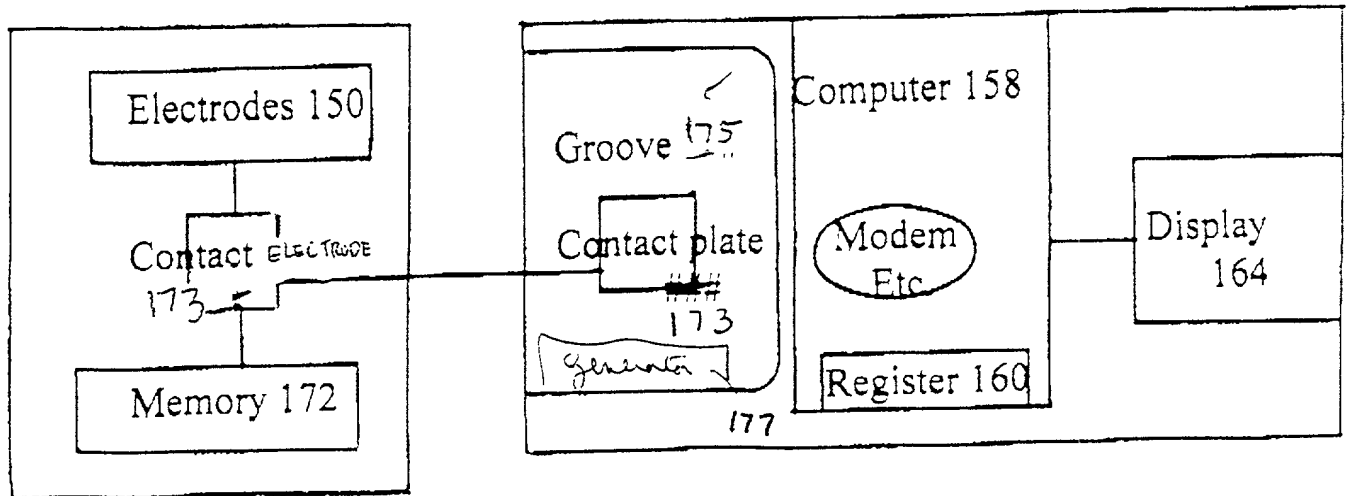 Electrodes 150
Contact ELECTRODE
173
Memory 172
Groove 175
Contact plate
###
173
generator
177
Computer 158
Modem
Etc
Register 160
Display
164